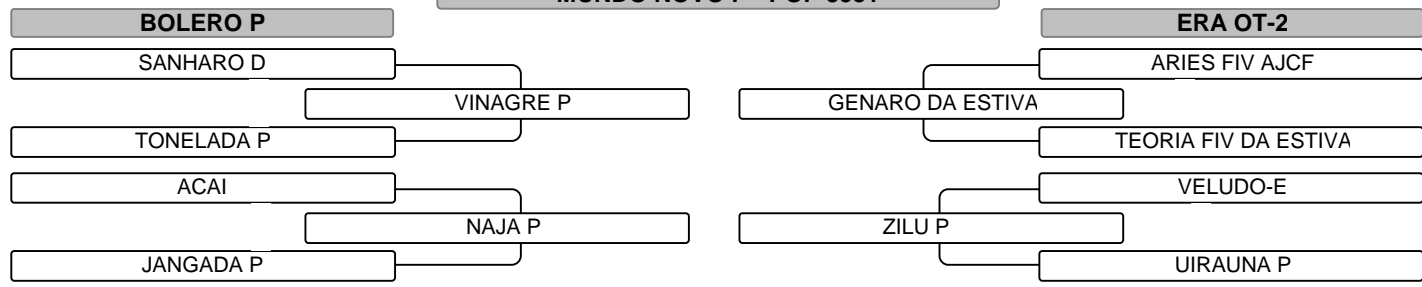 BOLERO P
ERA OT-2
SANHARO D
ARIES FIV AJCF
VINAGRE P
GENARO DA ESTIVA
TONELADA P
TEORIA FIV DA ESTIVA
ACAI
VELUDO-E
NAJA P
ZILU P
JANGADA P
UIRAUNA P